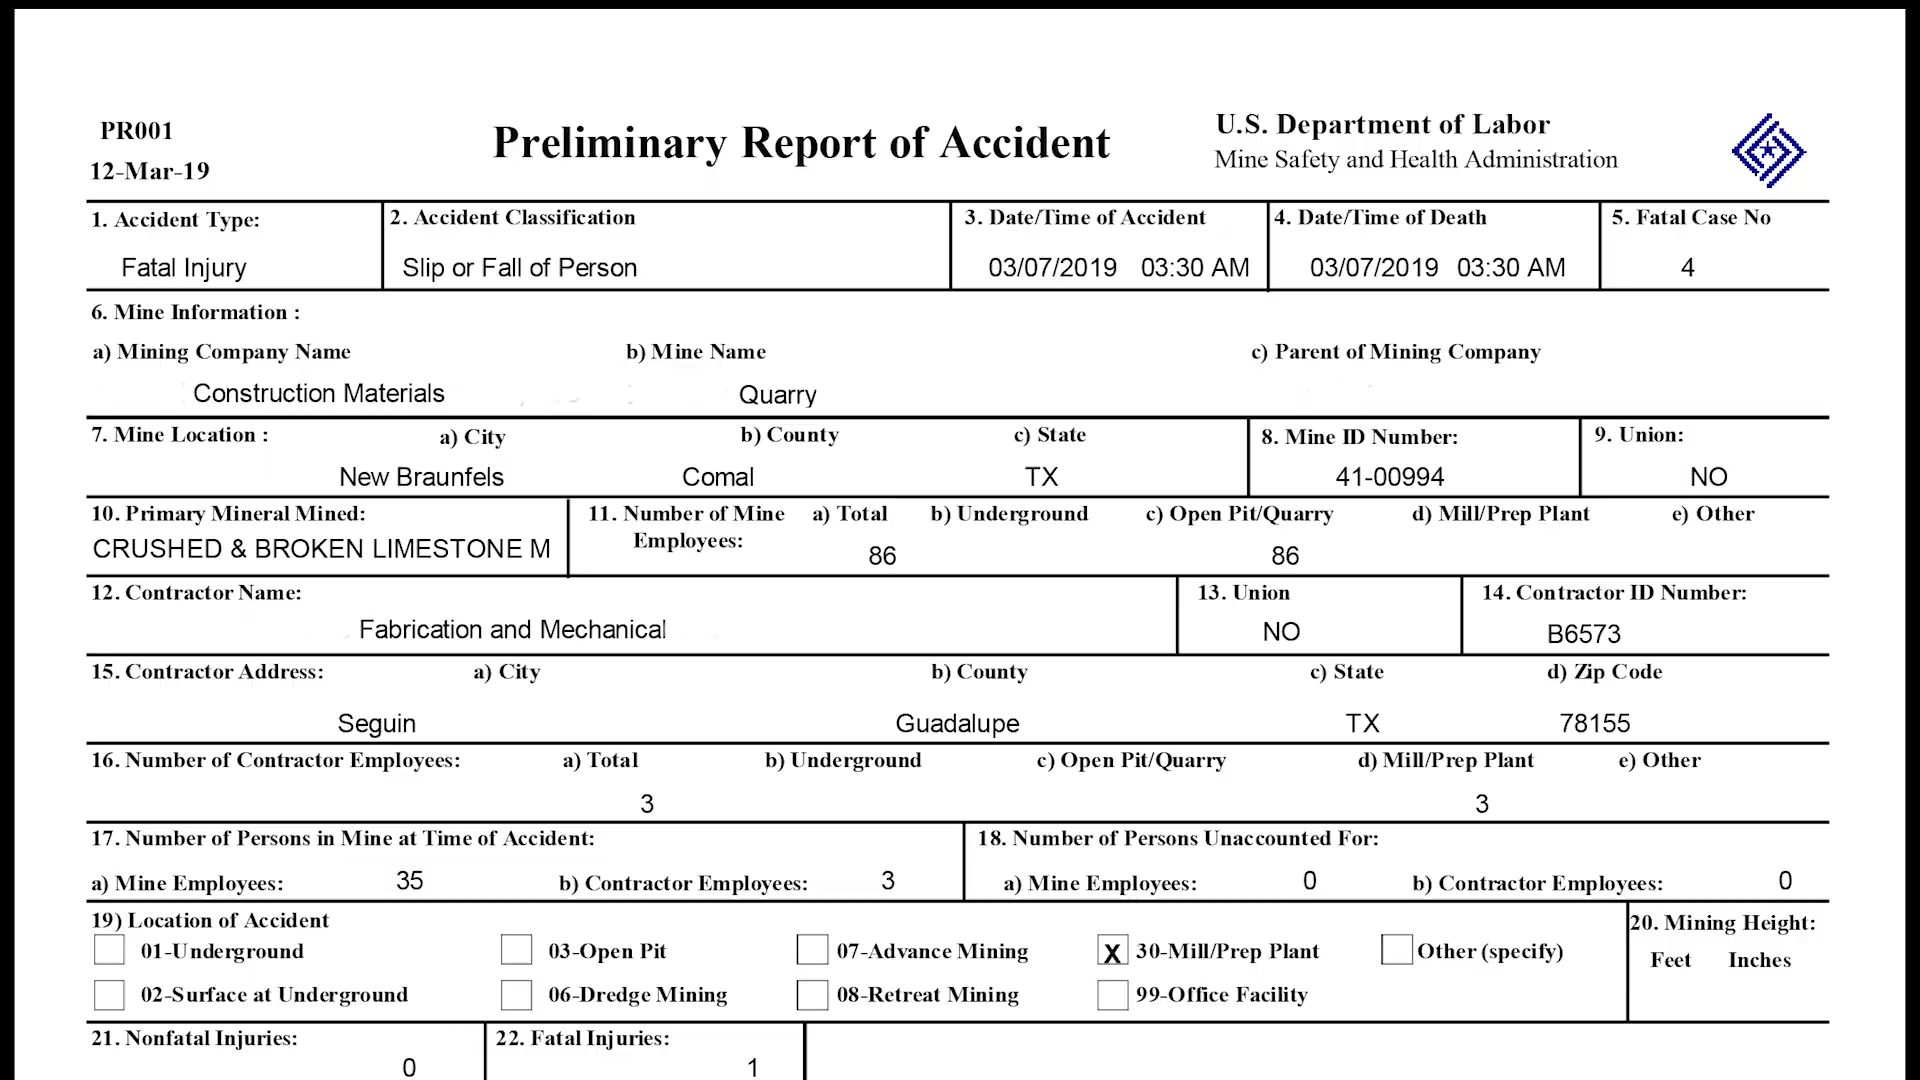 PR001
12-Mar-19
Preliminary Report of Accident
U.S. Department of Labor
Mine Safety and Health Administration
1. Accident Type:
Fatal Injury
2. Accident Classification
Slip or Fall of Person
3. Date/Time of Accident
03/07/2019 03:30 AM
4. Date/Time of Death
03/07/2019 03:30 AM
5. Fatal Case No
4
6. Mine Information :
a) Mining Company Name b) Mine Name c) Parent of Mining Company
Construction Materials Quarry
7. Mine Location : a) City b) County c) State
New Braunfels Comal TX
8. Mine ID Number:
41-00994
9. Union:
NO
10. Primary Mineral Mined:
CRUSHED & BROKEN LIMESTONE M
11. Number of Mine a) Total b) Underground c) Open Pit/Quarry d) Mill/Prep Plant e) Other
Employees:
86 86
12. Contractor Name:
Fabrication and Mechanical
13. Union
NO
14. Contractor ID Number:
B6573
15. Contractor Address: a) City b) County c) State d) Zip Code
Seguin Guadalupe TX 78155
16. Number of Contractor Employees: a) Total b) Underground c) Open Pit/Quarry d) Mill/Prep Plant e) Other
3 3
17. Number of Persons in Mine at Time of Accident:
a) Mine Employees: 35 b) Contractor Employees: 3
18. Number of Persons Unaccounted For:
a) Mine Employees: 0 b) Contractor Employees: 0
19) Location of Accident
01-Underground 03-Open Pit 07-Advance Mining X 30-Mill/Prep Plant Other (specify)
02-Surface at Underground 06-Dredge Mining 08-Retreat Mining 99-Office Facility
20. Mining Height:
Feet Inches
21. Nonfatal Injuries:
0
22. Fatal Injuries:
1